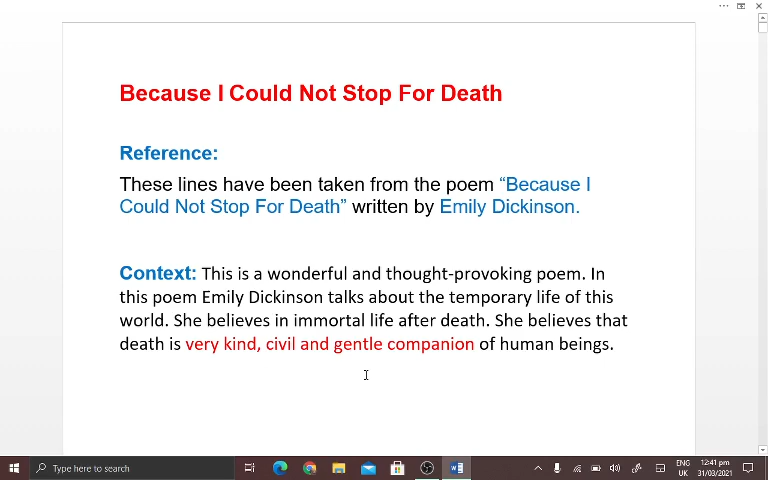 Because I Could Not Stop For Death
Reference:
These lines have been taken from the poem “Because I
Could Not Stop For Death” written by Emily Dickinson.
Context: This is a wonderful and thought-provoking poem. In
this poem Emily Dickinson talks about the temporary life of this
world. She believes in immortal life after death. She believes that
death is very kind, civil and gentle companion of human beings.
Type here to search
ENG
UK
12:41 pm
31/03/2021